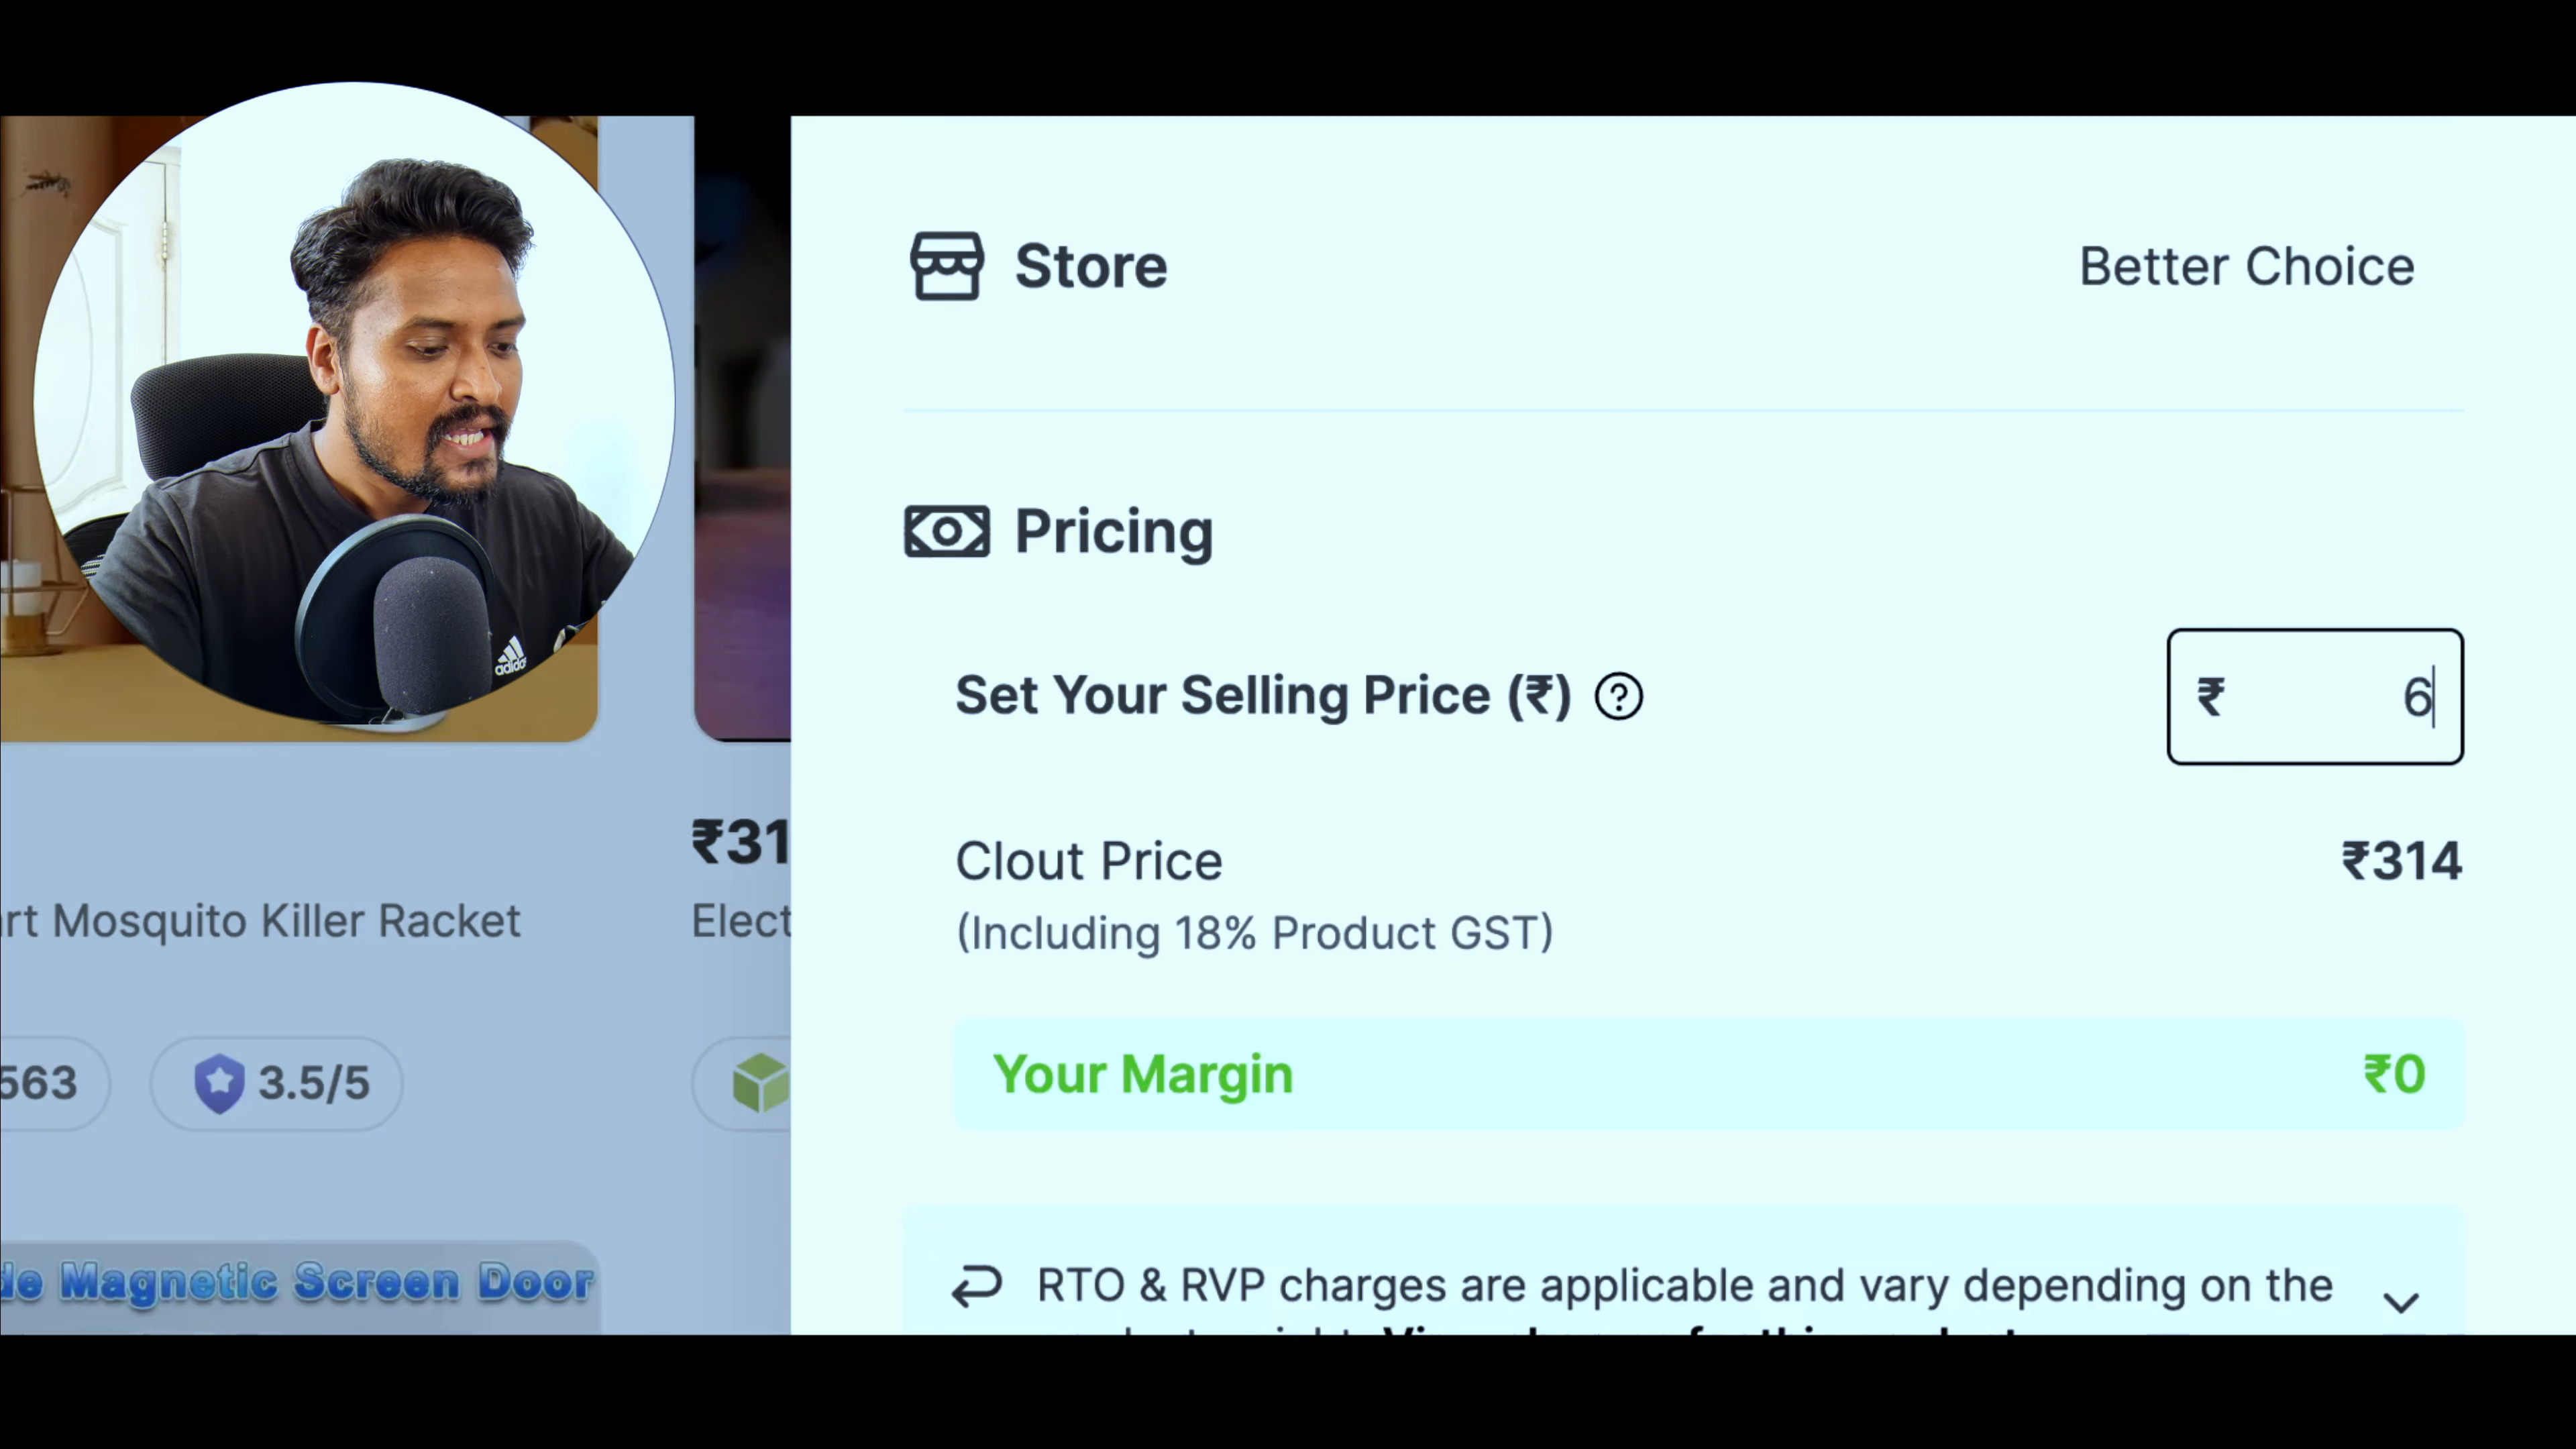 Store
Better Choice
Pricing
Set Your Selling Price (₹)
₹ 6
Clout Price
₹314
(Including 18% Product GST)
Your Margin
₹0
RTO & RVP charges are applicable and vary depending on the
adidas
₹31
Mosquito Killer Racket
Elect
563
3.5/5
Magnetic Screen Door